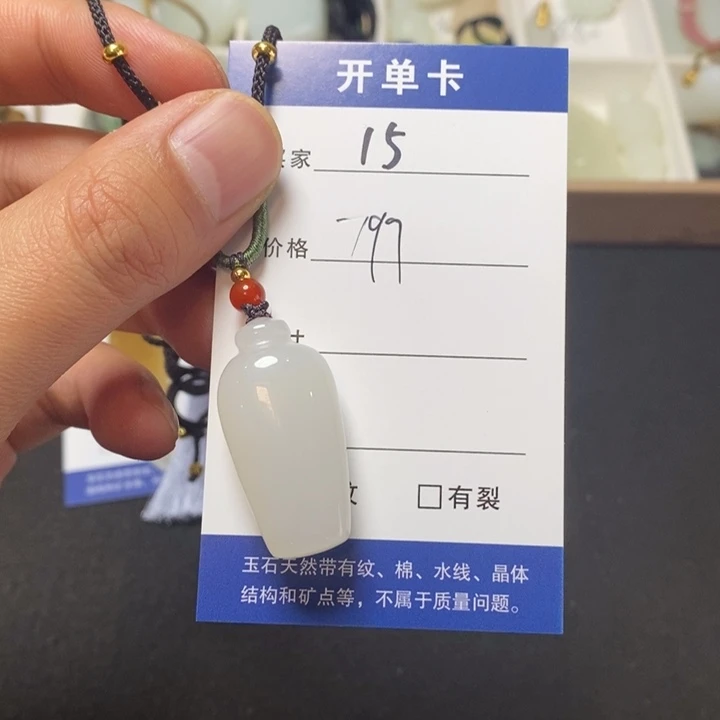 开单卡
家 15
价格 799
+
□有裂
玉石天然带有纹、棉、水线、晶体
结构和矿点等，不属于质量问题。